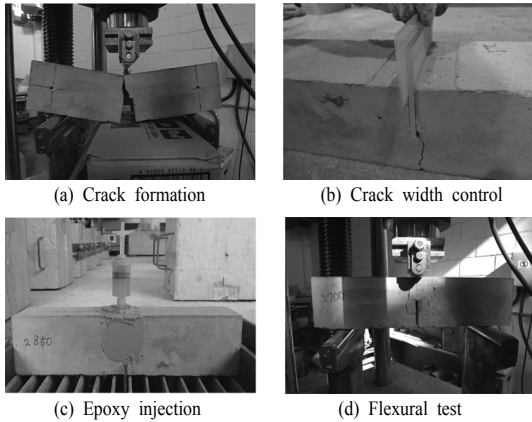 (a) Crack formation
(b) Crack width control
2850
(c) Epoxy injection
3700
(d) Flexural test